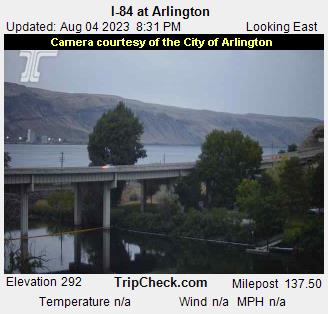 I-84 at Arlington
Updated: Aug 04 2023 8:31 PM Looking East
Camera courtesy of the City of Arlington
Elevation 292 TripCheck.com Milepost 137.50
Temperature n/a Wind n/a MPH n/a